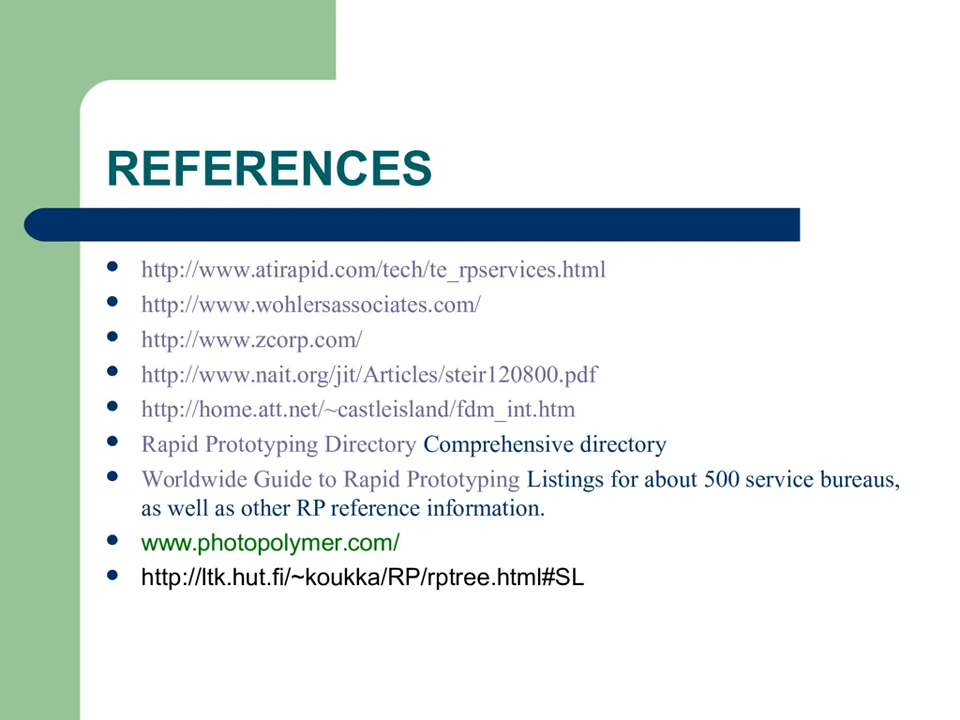 REFERENCES
http://www.atirapid.com/tech/te_rpservices.html
http://www.wohlersassociates.com/
http://www.zcorp.com/
http://www.nait.org/jit/Articles/steir120800.pdf
http://home.att.net/~castleisland/fdm_int.htm
Rapid Prototyping Directory Comprehensive directory
Worldwide Guide to Rapid Prototyping Listings for about 500 service bureaus,
as well as other RP reference information.
www.photopolymer.com/
http://ltk.hut.fi/~koukka/RP/rptree.html#SL